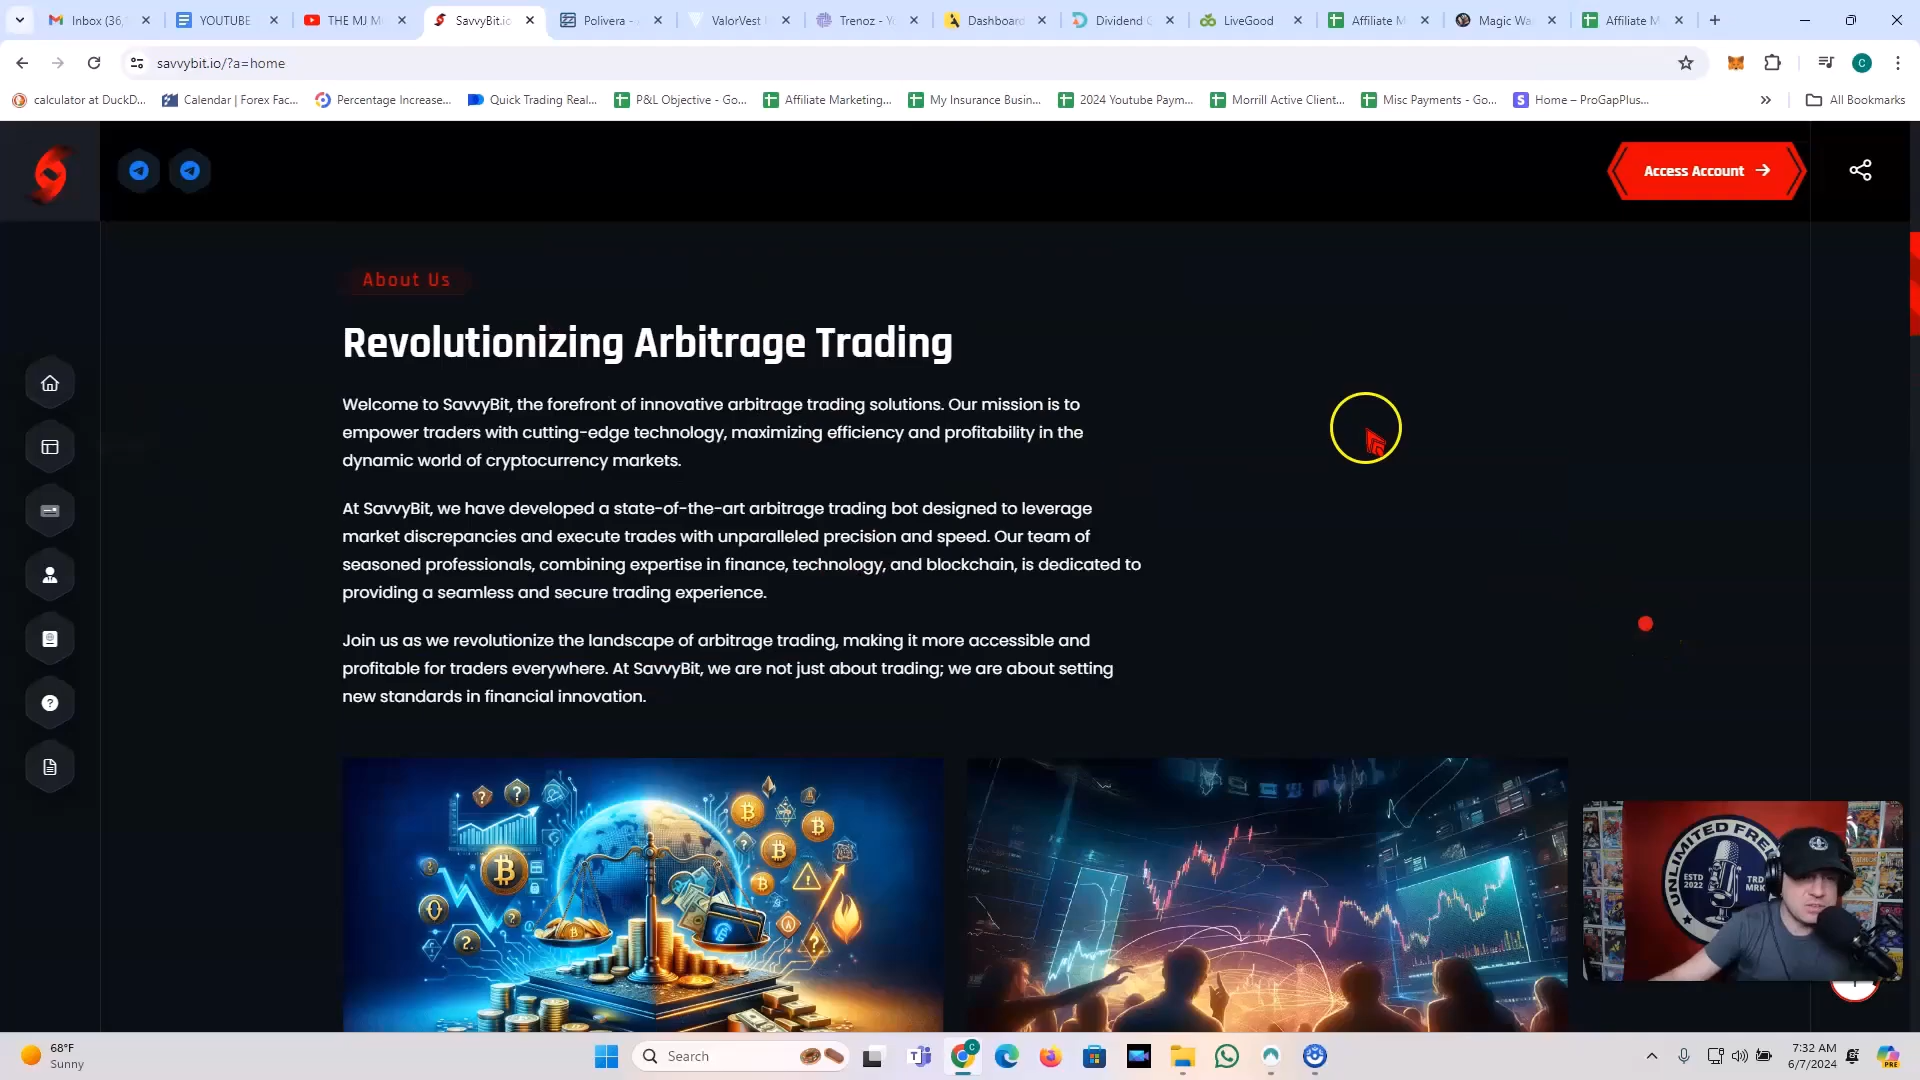 Inbox (36,
YOUTUBE
THE MJ M
SavvyBit.io
Polivera -
ValorVest
Trenoz - Y
Dashboard
Dividend
LiveGood
Affiliate M
Magic Wa
Affiliate M
savvybit.io/?a=home
calculator at DuckD...
Calendar | Forex Fac...
Percentage Increase...
Quick Trading Real...
P&L Objective - Go...
Affiliate Marketing...
My Insurance Busin...
2024 Youtube Paym...
Morrill Active Client...
Misc Payments - Go...
Home – ProGapPlus...
All Bookmarks
Access Account
About Us
Revolutionizing Arbitrage Trading
Welcome to SavvyBit, the forefront of innovative arbitrage trading solutions. Our mission is to
empower traders with cutting-edge technology, maximizing efficiency and profitability in the
dynamic world of cryptocurrency markets.
At SavvyBit, we have developed a state-of-the-art arbitrage trading bot designed to leverage
market discrepancies and execute trades with unparalleled precision and speed. Our team of
seasoned professionals, combining expertise in finance, technology, and blockchain, is dedicated to
providing a seamless and secure trading experience.
Join us as we revolutionize the landscape of arbitrage trading, making it more accessible and
profitable for traders everywhere. At SavvyBit, we are not just about trading; we are about setting
new standards in financial innovation.
UNLIMITED FRE
ESTD
2022
TRD
MRK
68°F
Sunny
Search
7:32 AM
6/7/2024